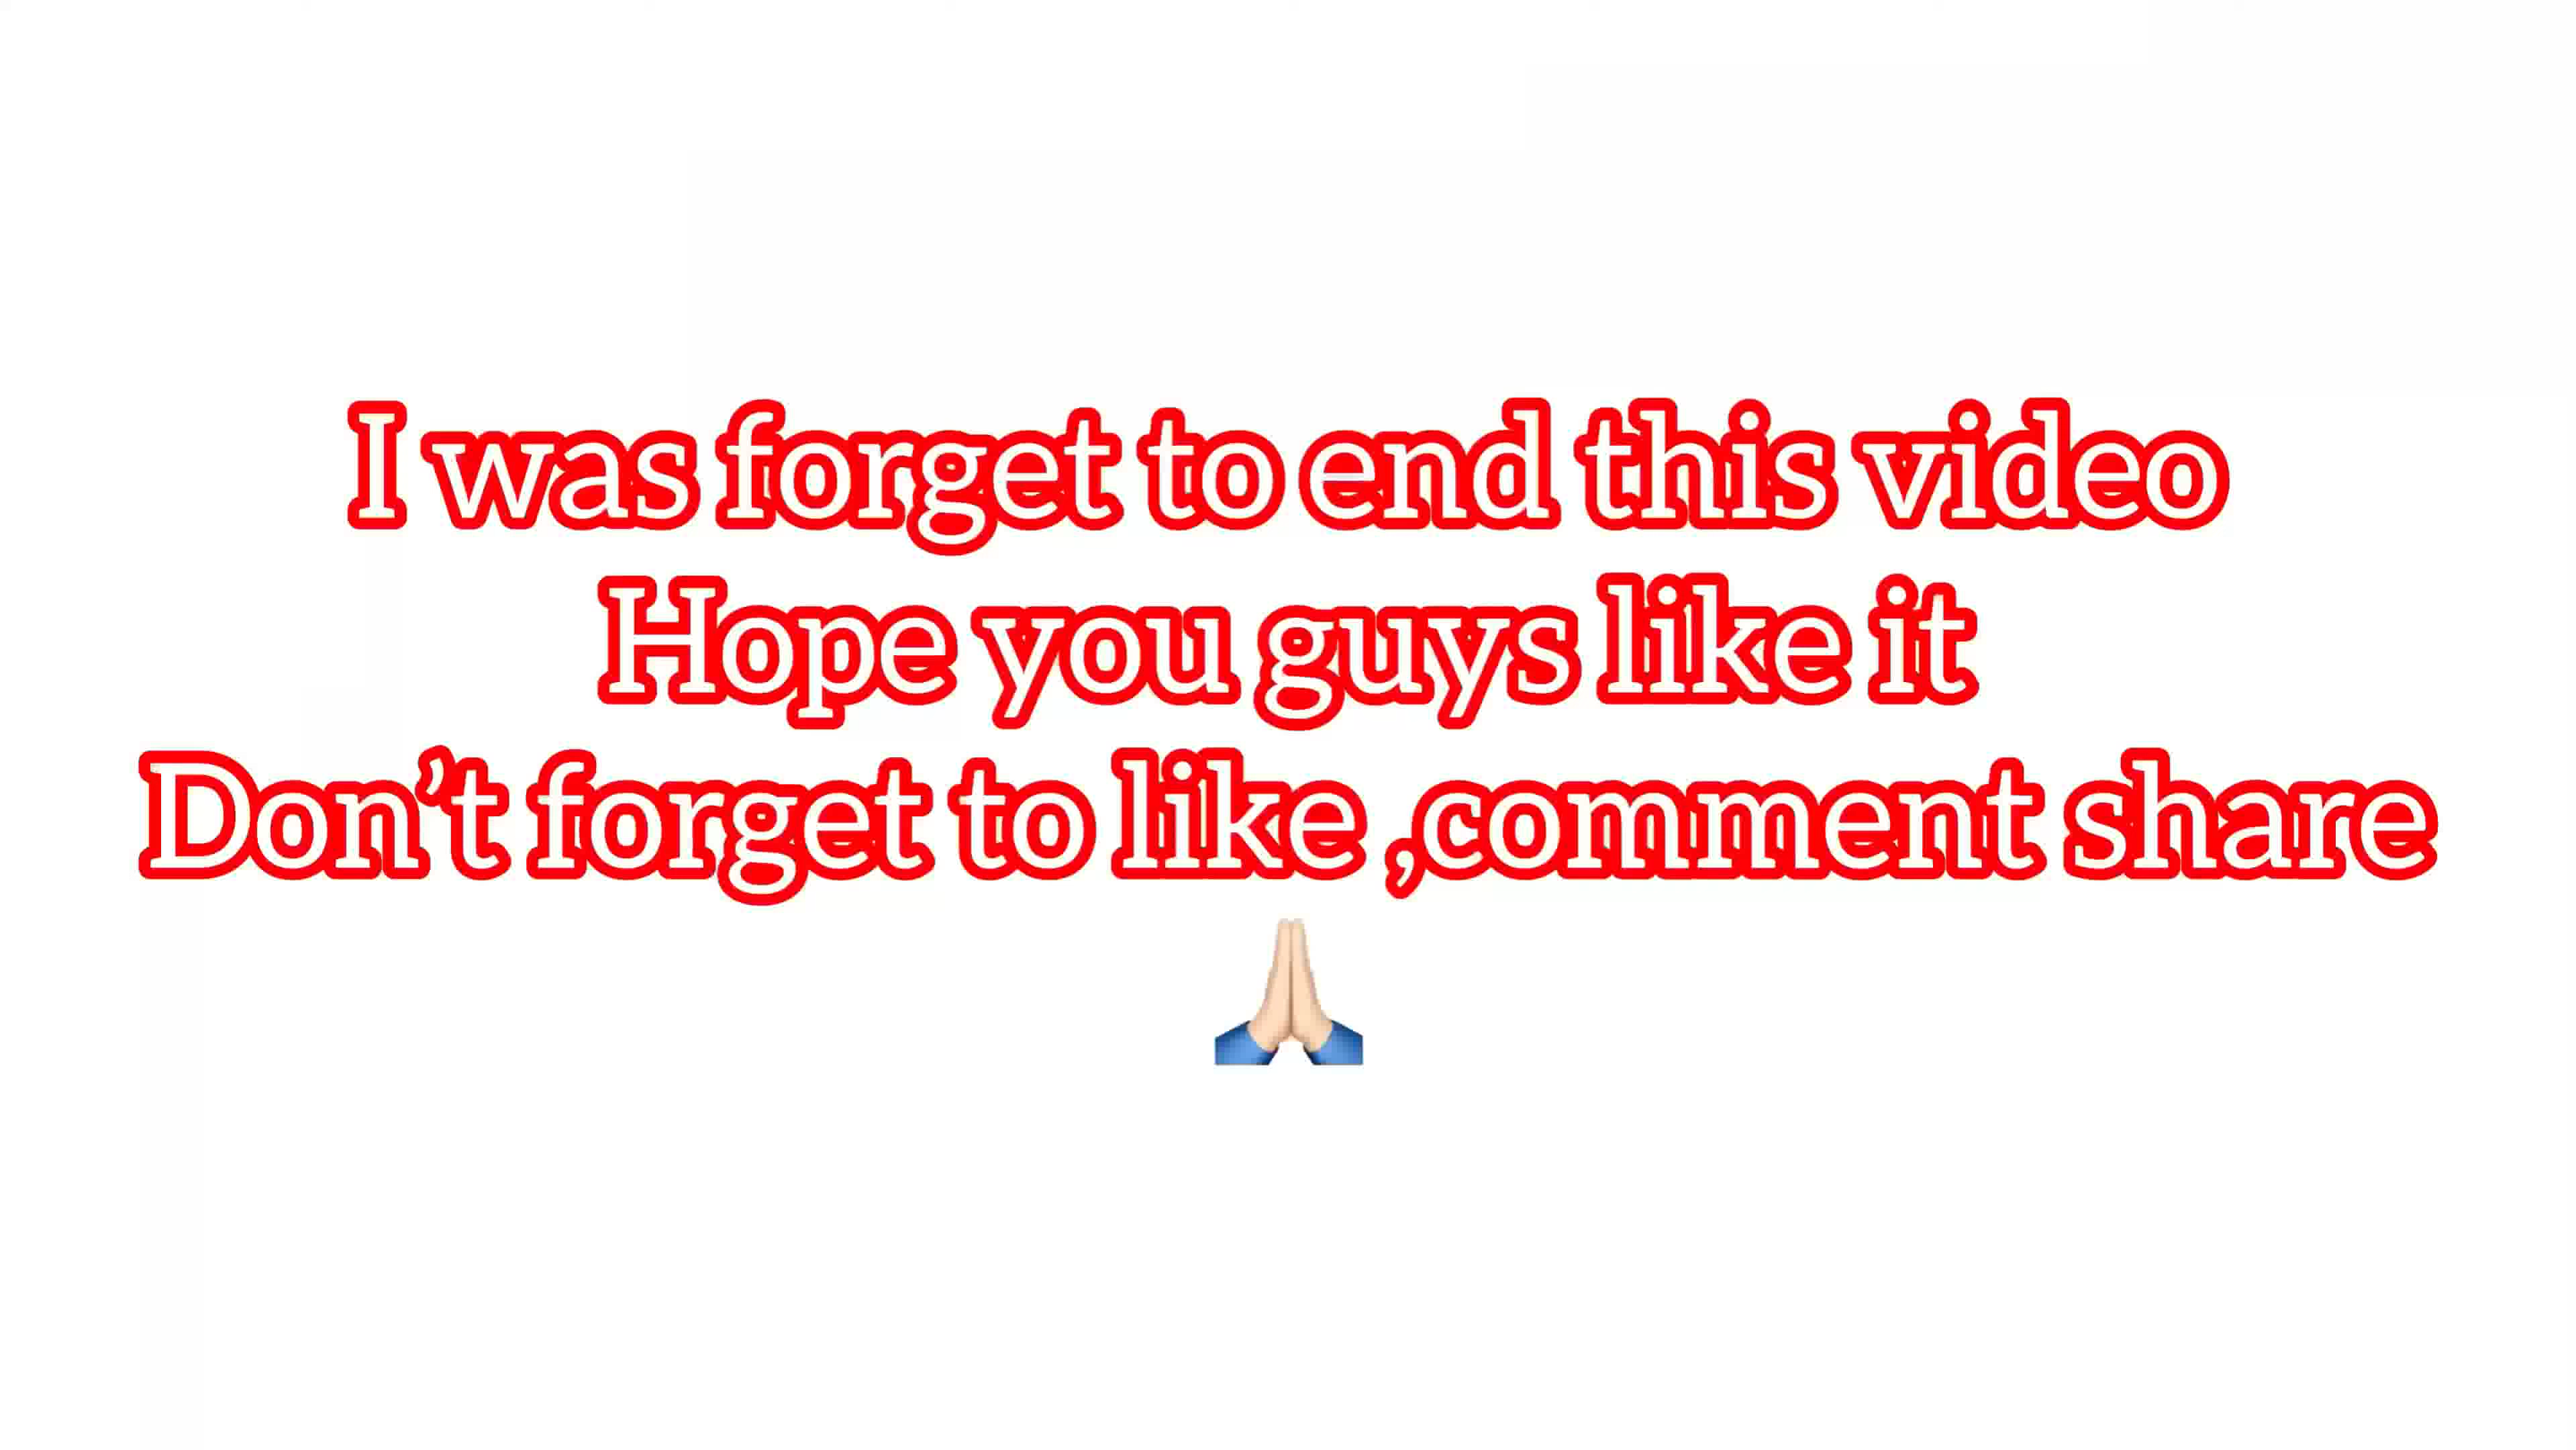 I was forget to end this video
Hope you guys like it
Don't forget to like ,comment share
🙏🏻